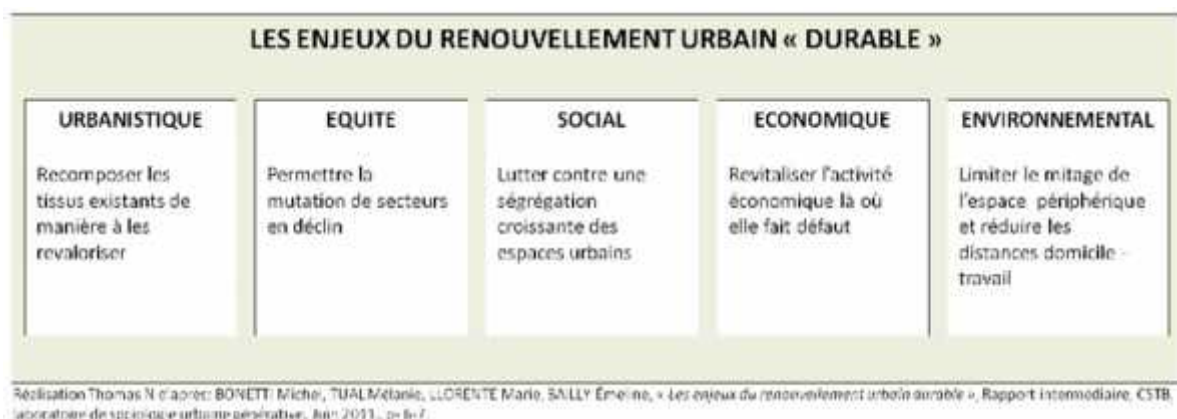 LES ENJEUX DU RENOUVELLEMENT URBAIN « DURABLE »
URBANISTIQUE
Recomposer les
tissus existants de
manière à les
revaloriser
EQUITE
Permettre la
mutation de secteurs
en déclin
SOCIAL
Lutter contre une
ségrégation
croissante des
espaces urbains
ECONOMIQUE
Revitaliser l'activité
économique là où
elle fait défaut
ENVIRONNEMENTAL
Limiter le mitage de
l'espace périphérique
et réduire les
distances domicile -
travail
Réalisation Thomas N d'après: BONETTI Michel, TUAL Mélanie, LLORENTE Marie, BAILLY Émeline, « Les enjeux du renouvellement urbain durable », Rapport intermédiaire, CSTB,
laboratoire de sociologie urbaine générative, Juin 2011, p. 6-7.